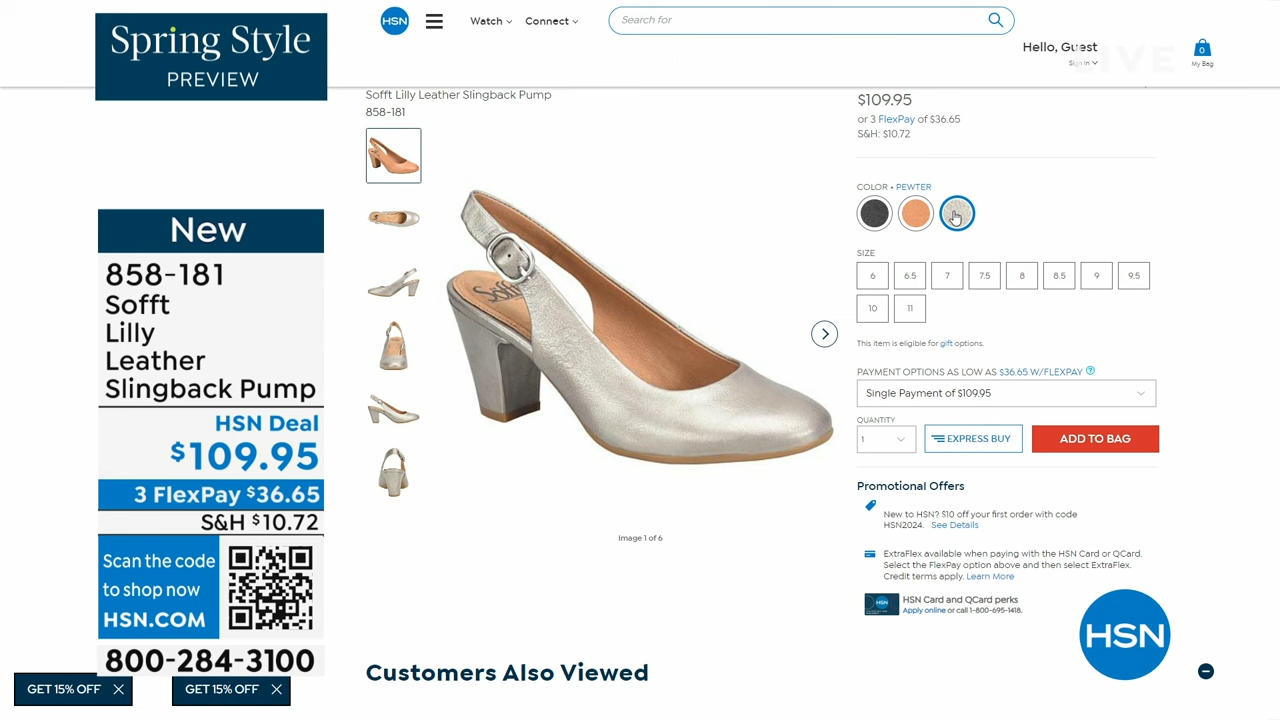 Spring Style
PREVIEW
HSN
Watch
Connect
Search for
Hello, Guest
Sign In
LIVE
0
My Bag
Sofft Lilly Leather Slingback Pump
858-181
$109.95
or 3 FlexPay of $36.65
S&H: $10.72
COLOR • PEWTER
SIZE
6 6.5 7 7.5 8 8.5 9 9.5
10 11
This item is eligible for gift options.
PAYMENT OPTIONS AS LOW AS $36.65 W/FLEXPAY ?
Single Payment of $109.95
QUANTITY
1
EXPRESS BUY
ADD TO BAG
Promotional Offers
New to HSN? $10 off your first order with code
HSN2024. See Details
ExtraFlex available when paying with the HSN Card or QCard.
Select the FlexPay option above and then select ExtraFlex.
Credit terms apply. Learn More
HSN Card and QCard perks
Apply online or call 1-800-695-1418.
Söfft
Image 1 of 6
New
858-181
Sofft
Lilly
Leather
Slingback Pump
HSN Deal
$109.95
3 FlexPay $36.65
S&H $10.72
Scan the code
to shop now
HSN.COM
800-284-3100
GET 15% OFF
GET 15% OFF
Customers Also Viewed
HSN